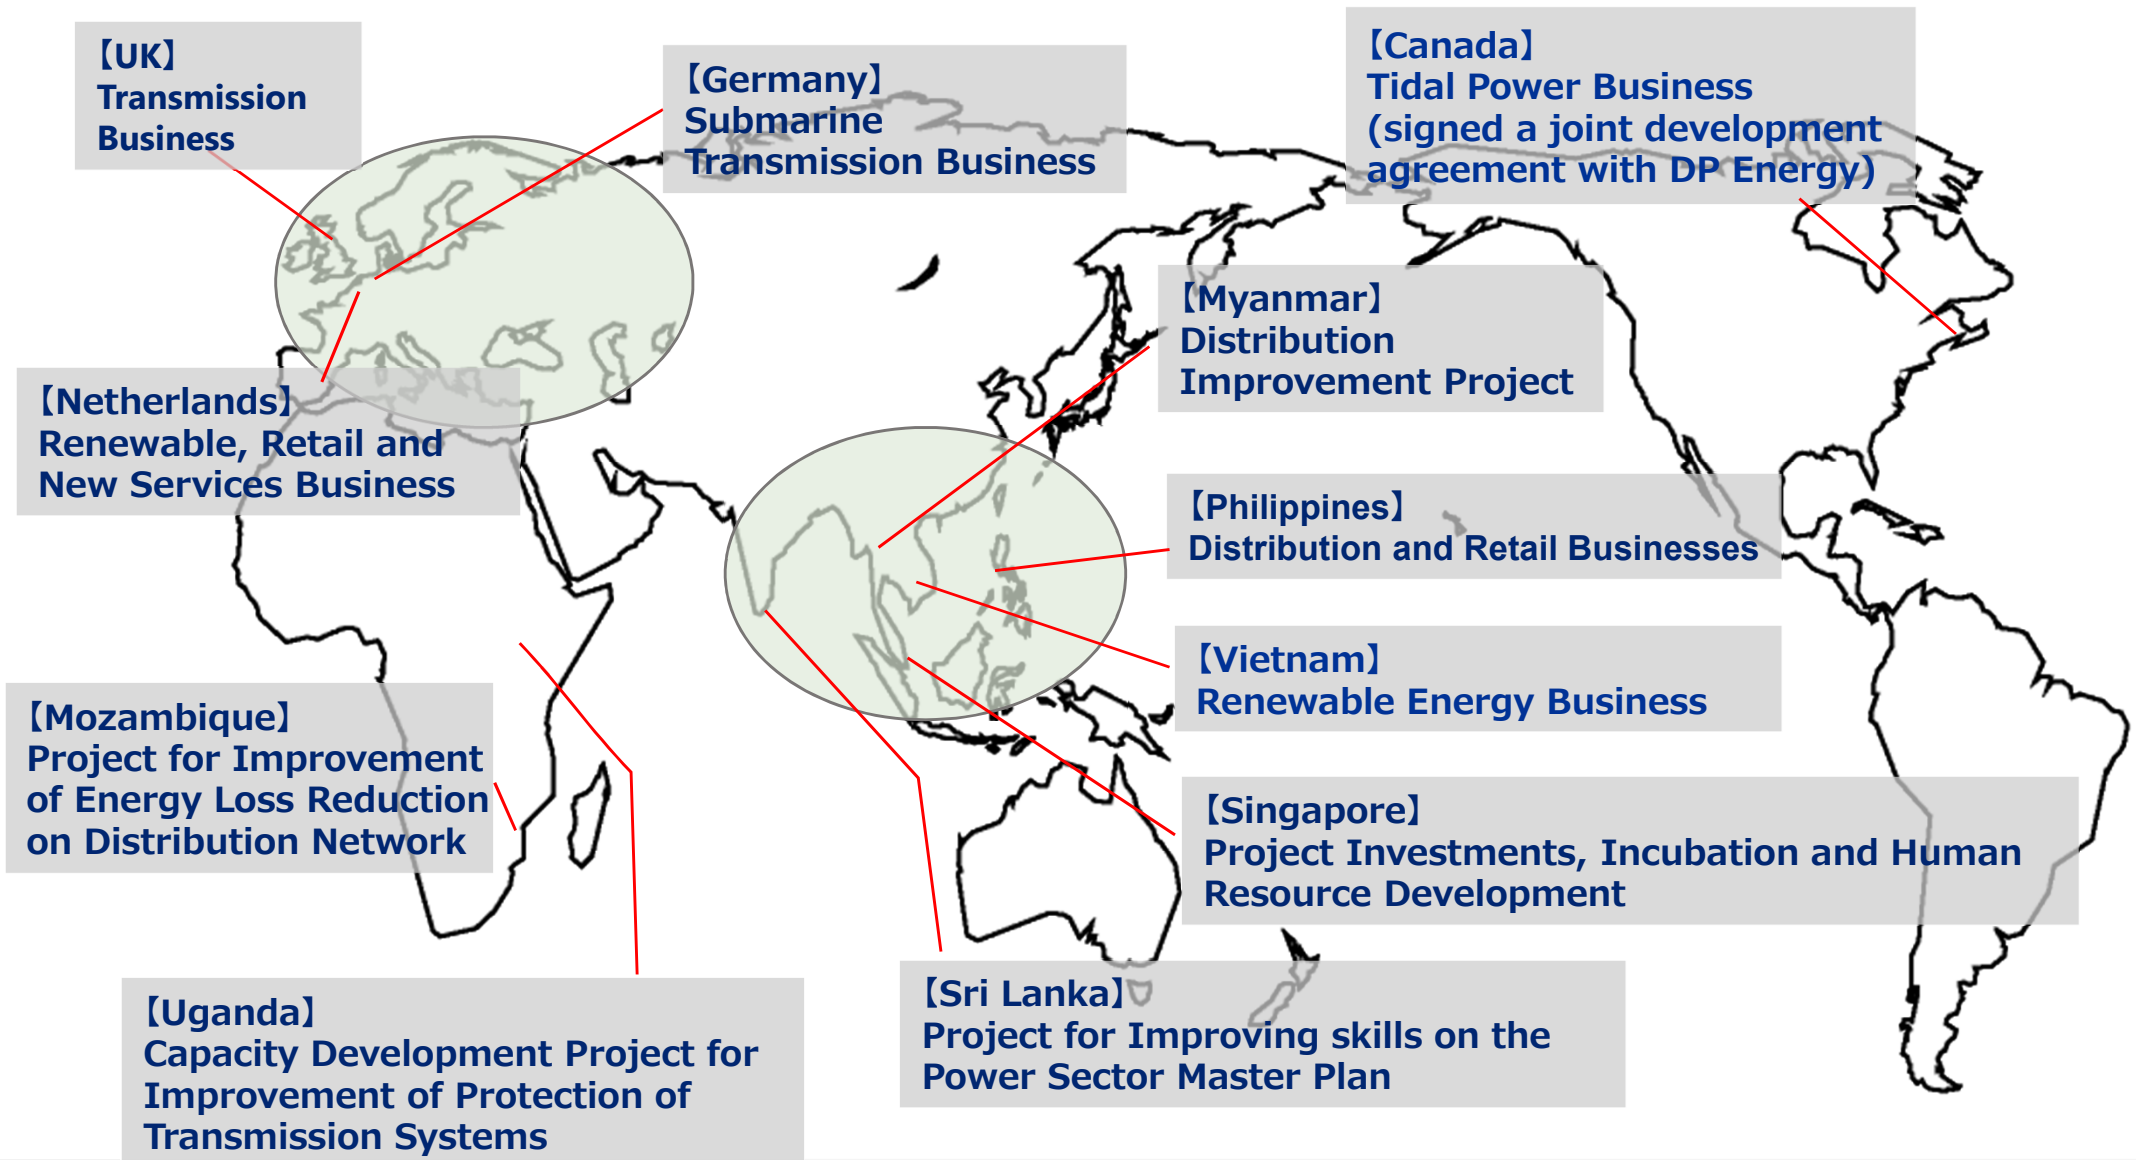 【UK】
Transmission
Business
【Germany】
Submarine
Transmission Business
【Canada】
Tidal Power Business
(signed a joint development
agreement with DP Energy)
【Myanmar】
Distribution
Improvement Project
【Netherlands】
Renewable, Retail and
New Services Business
【Philippines】
Distribution and Retail Businesses
【Vietnam】
Renewable Energy Business
【Mozambique】
Project for Improvement
of Energy Loss Reduction
on Distribution Network
【Singapore】
Project Investments, Incubation and Human
Resource Development
【Sri Lanka】
Project for Improving skills on the
Power Sector Master Plan
【Uganda】
Capacity Development Project for
Improvement of Protection of
Transmission Systems